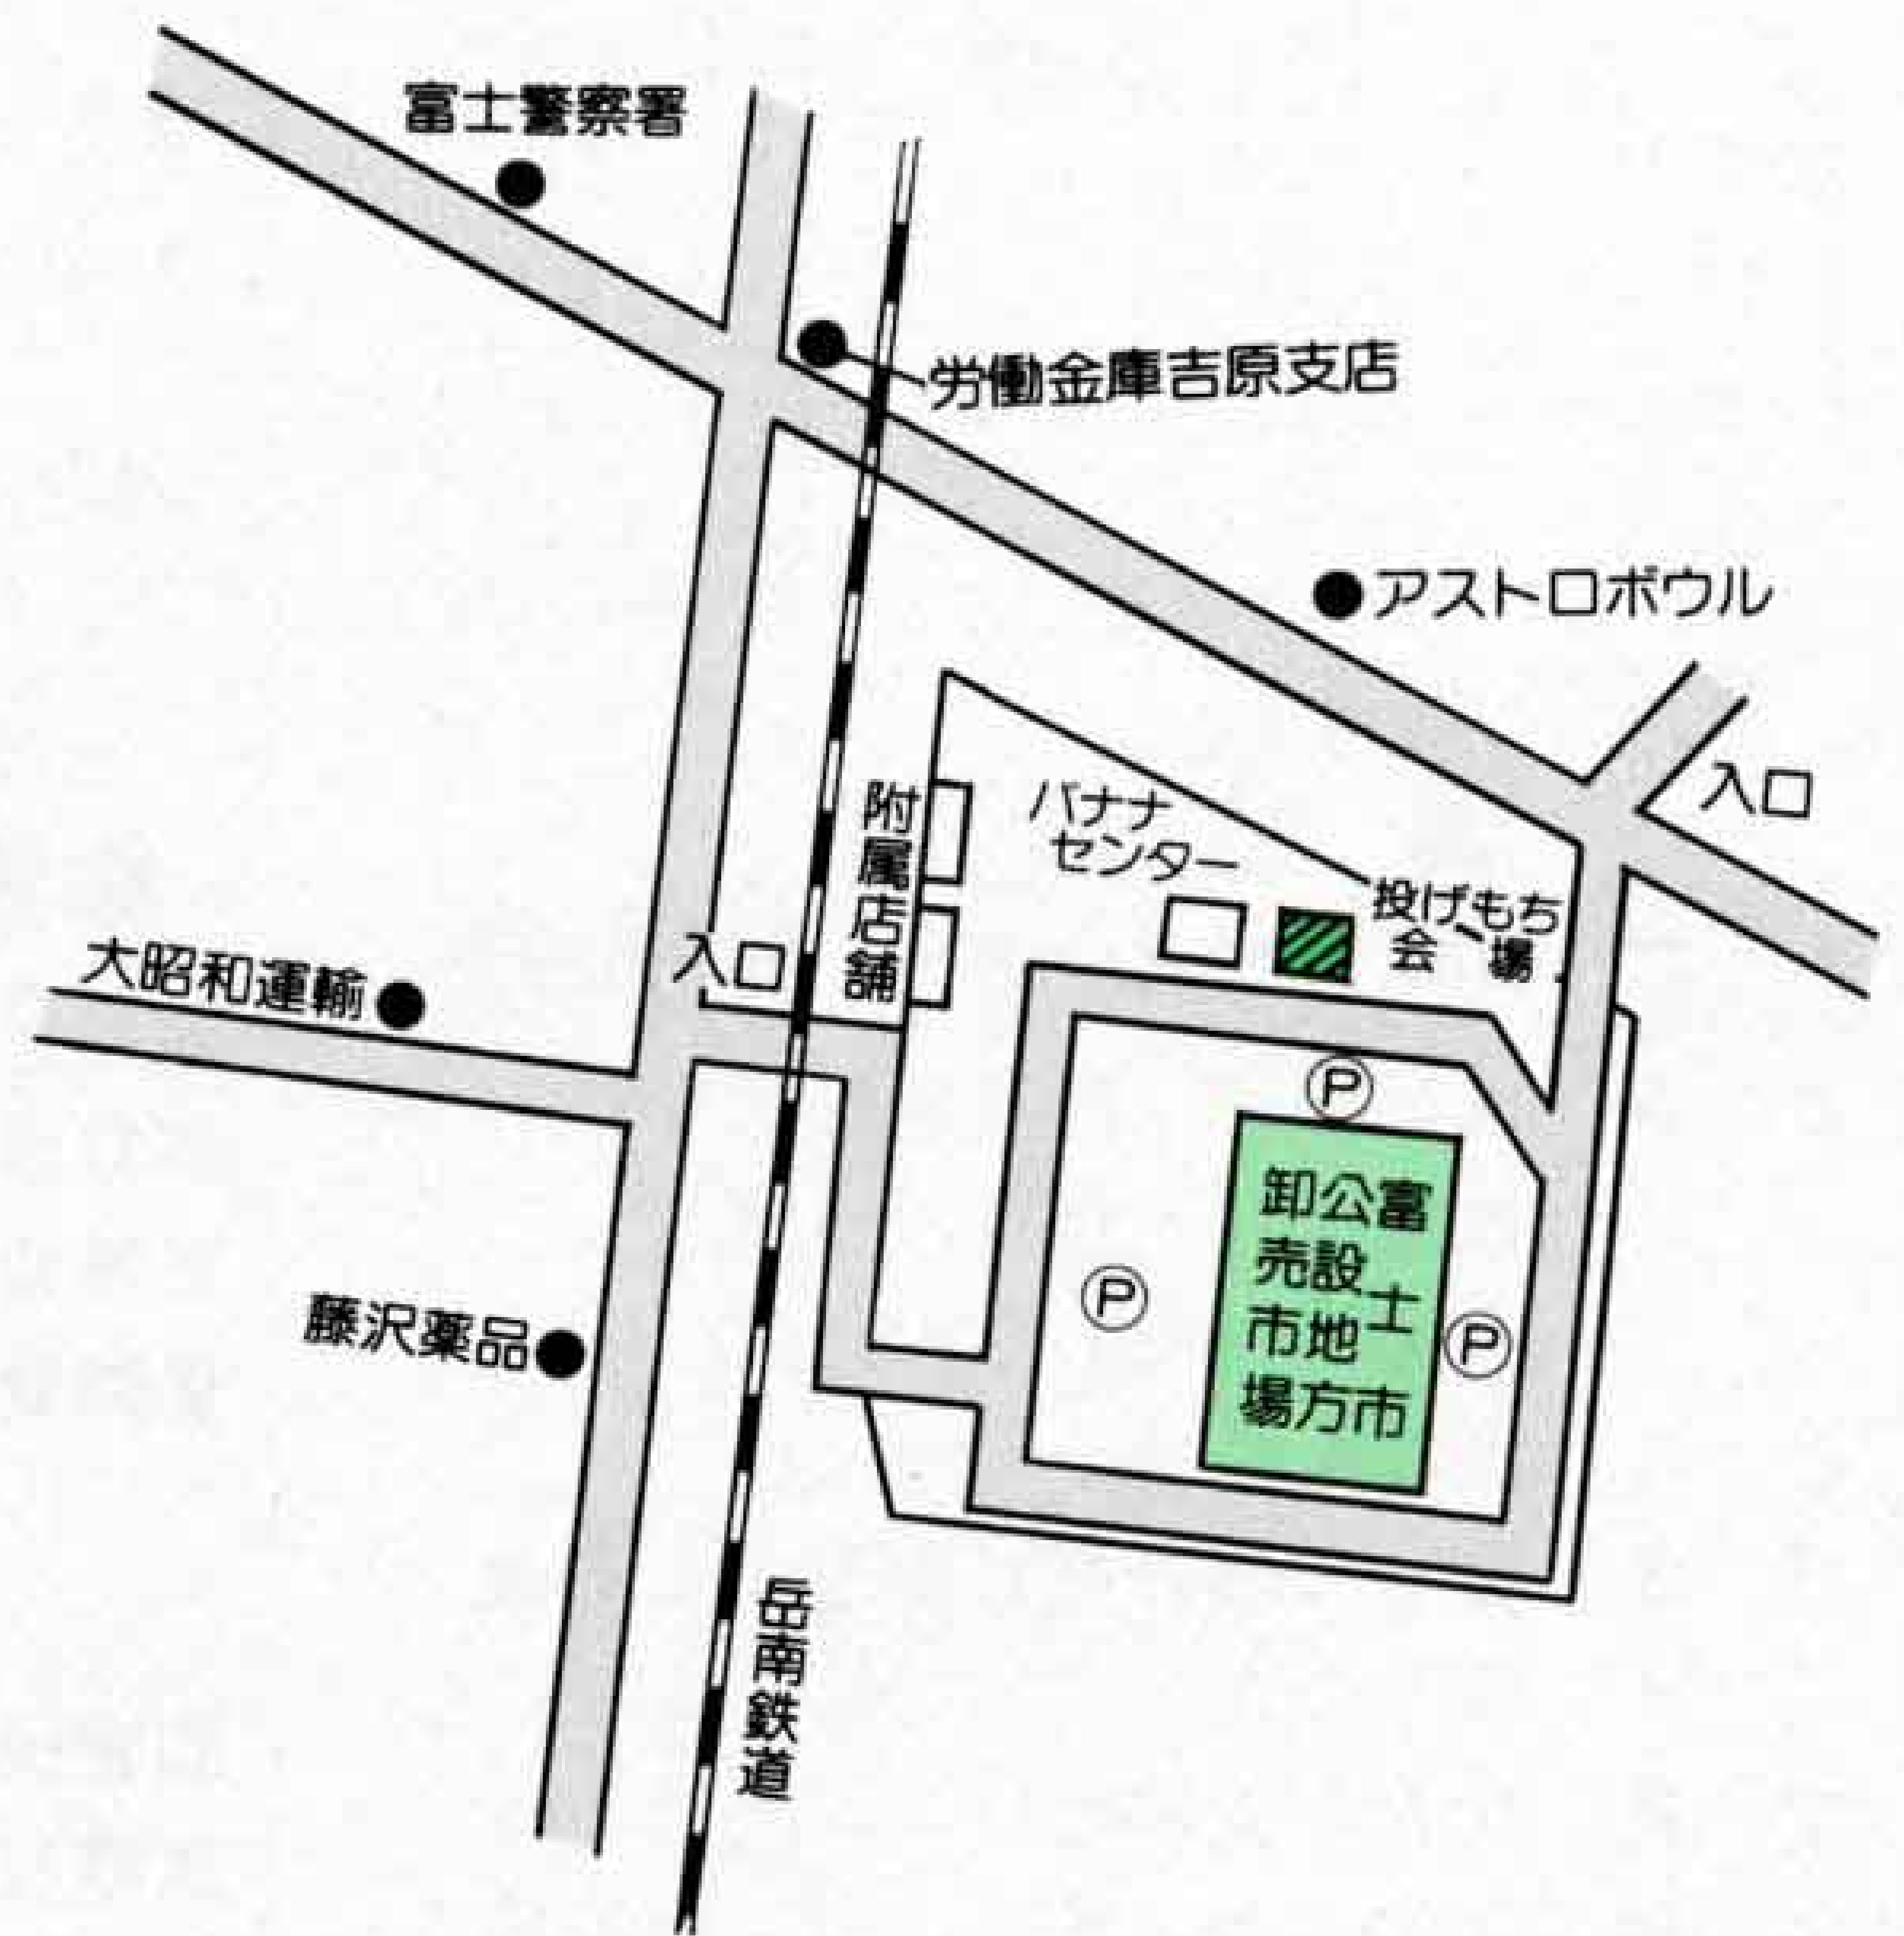 富士警察署
労働金庫吉原支店
アストロボウル
入口
附属店舗
バナナ
センター
投げもち
会場
大昭和運輸
入口
P
富士市
公設地方
卸売市場
P
P
藤沢薬品
岳南鉄道